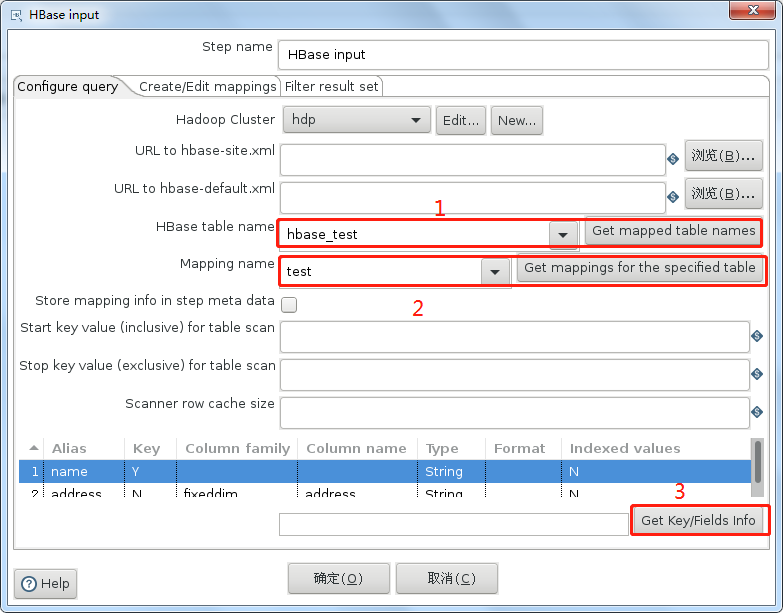 HBase input
Step name HBase input
Configure query Create/Edit mappings Filter result set
Hadoop Cluster hdp Edit... New...
URL to hbase-site.xml 浏览(B)...
URL to hbase-default.xml 浏览(B)...
1
HBase table name hbase_test Get mapped table names
Mapping name test Get mappings for the specified table
Store mapping info in step meta data
2
Start key value (inclusive) for table scan
Stop key value (exclusive) for table scan
Scanner row cache size
Alias Key Column family Column name Type Format Indexed values
1 name Y String N
2 address N fixeddim address String N
3
Get Key/Fields Info
Help 确定(O) 取消(C)